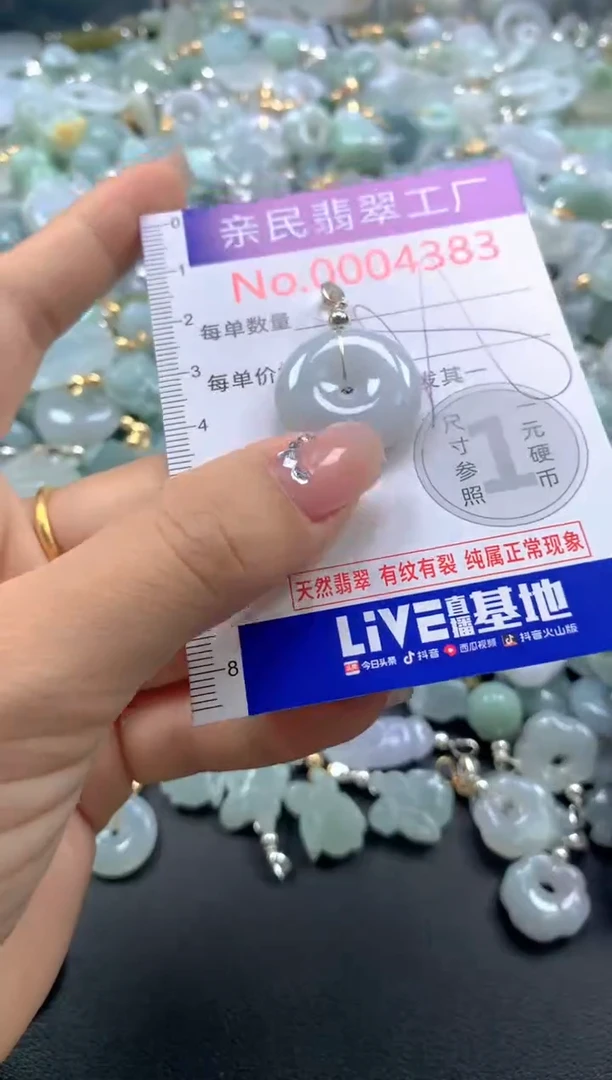 0
1
2
3
4
8
亲民翡翠工厂
No.0004383
每单数量
每单价
其一
尺寸参照
1
一元硬币
天然翡翠 有纹有裂 纯属正常现象
LiVE直播基地
今日头条 抖音 西瓜视频 抖音火山版